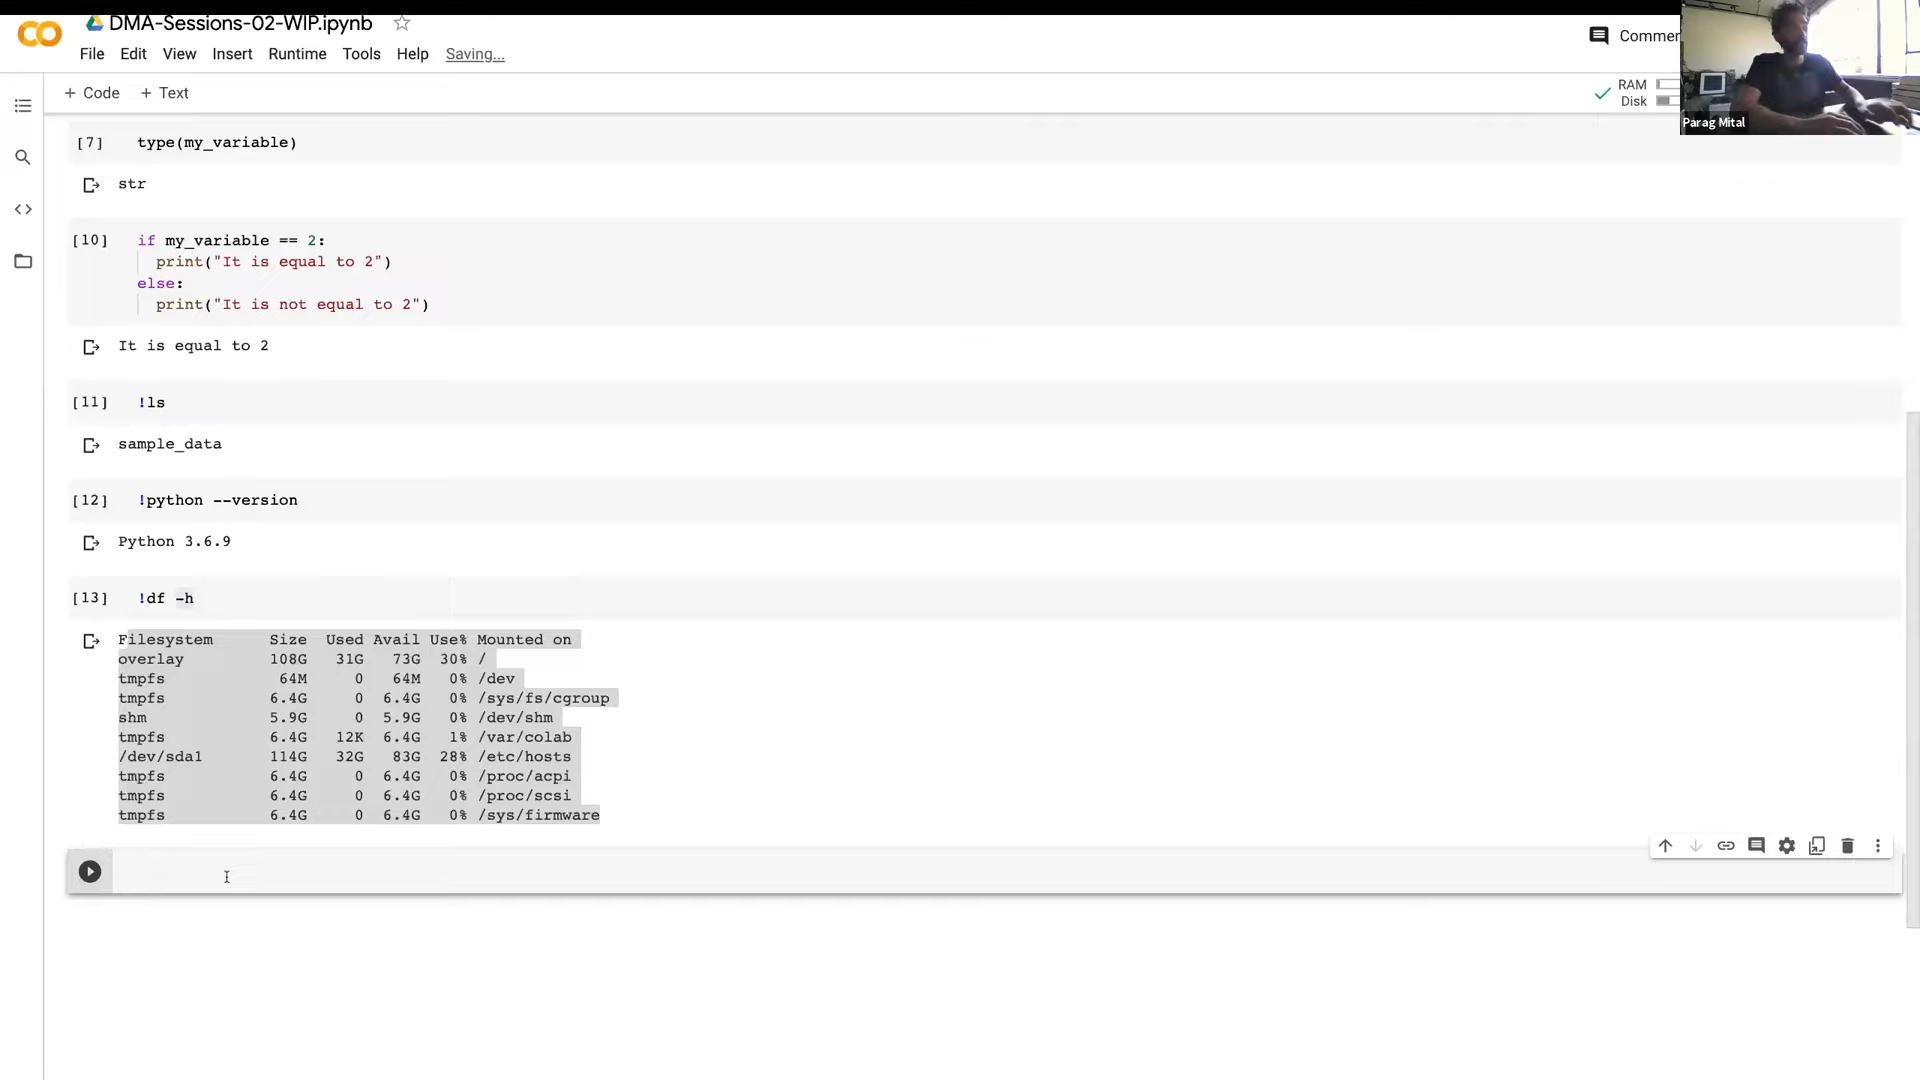 DMA-Sessions-02-WIP.ipynb
File Edit View Insert Runtime Tools Help Saving...
Commen
+ Code + Text
RAM
Disk
Parag Mital
[7] type(my_variable)
str
[10] if my_variable == 2:
print("It is equal to 2")
else:
print("It is not equal to 2")
It is equal to 2
[11] !ls
sample_data
[12] !python --version
Python 3.6.9
[13] !df -h
Filesystem Size Used Avail Use% Mounted on
overlay 108G 31G 73G 30% /
tmpfs 64M 0 64M 0% /dev
tmpfs 6.4G 0 6.4G 0% /sys/fs/cgroup
shm 5.9G 0 5.9G 0% /dev/shm
tmpfs 6.4G 12K 6.4G 1% /var/colab
/dev/sda1 114G 32G 83G 28% /etc/hosts
tmpfs 6.4G 0 6.4G 0% /proc/acpi
tmpfs 6.4G 0 6.4G 0% /proc/scsi
tmpfs 6.4G 0 6.4G 0% /sys/firmware